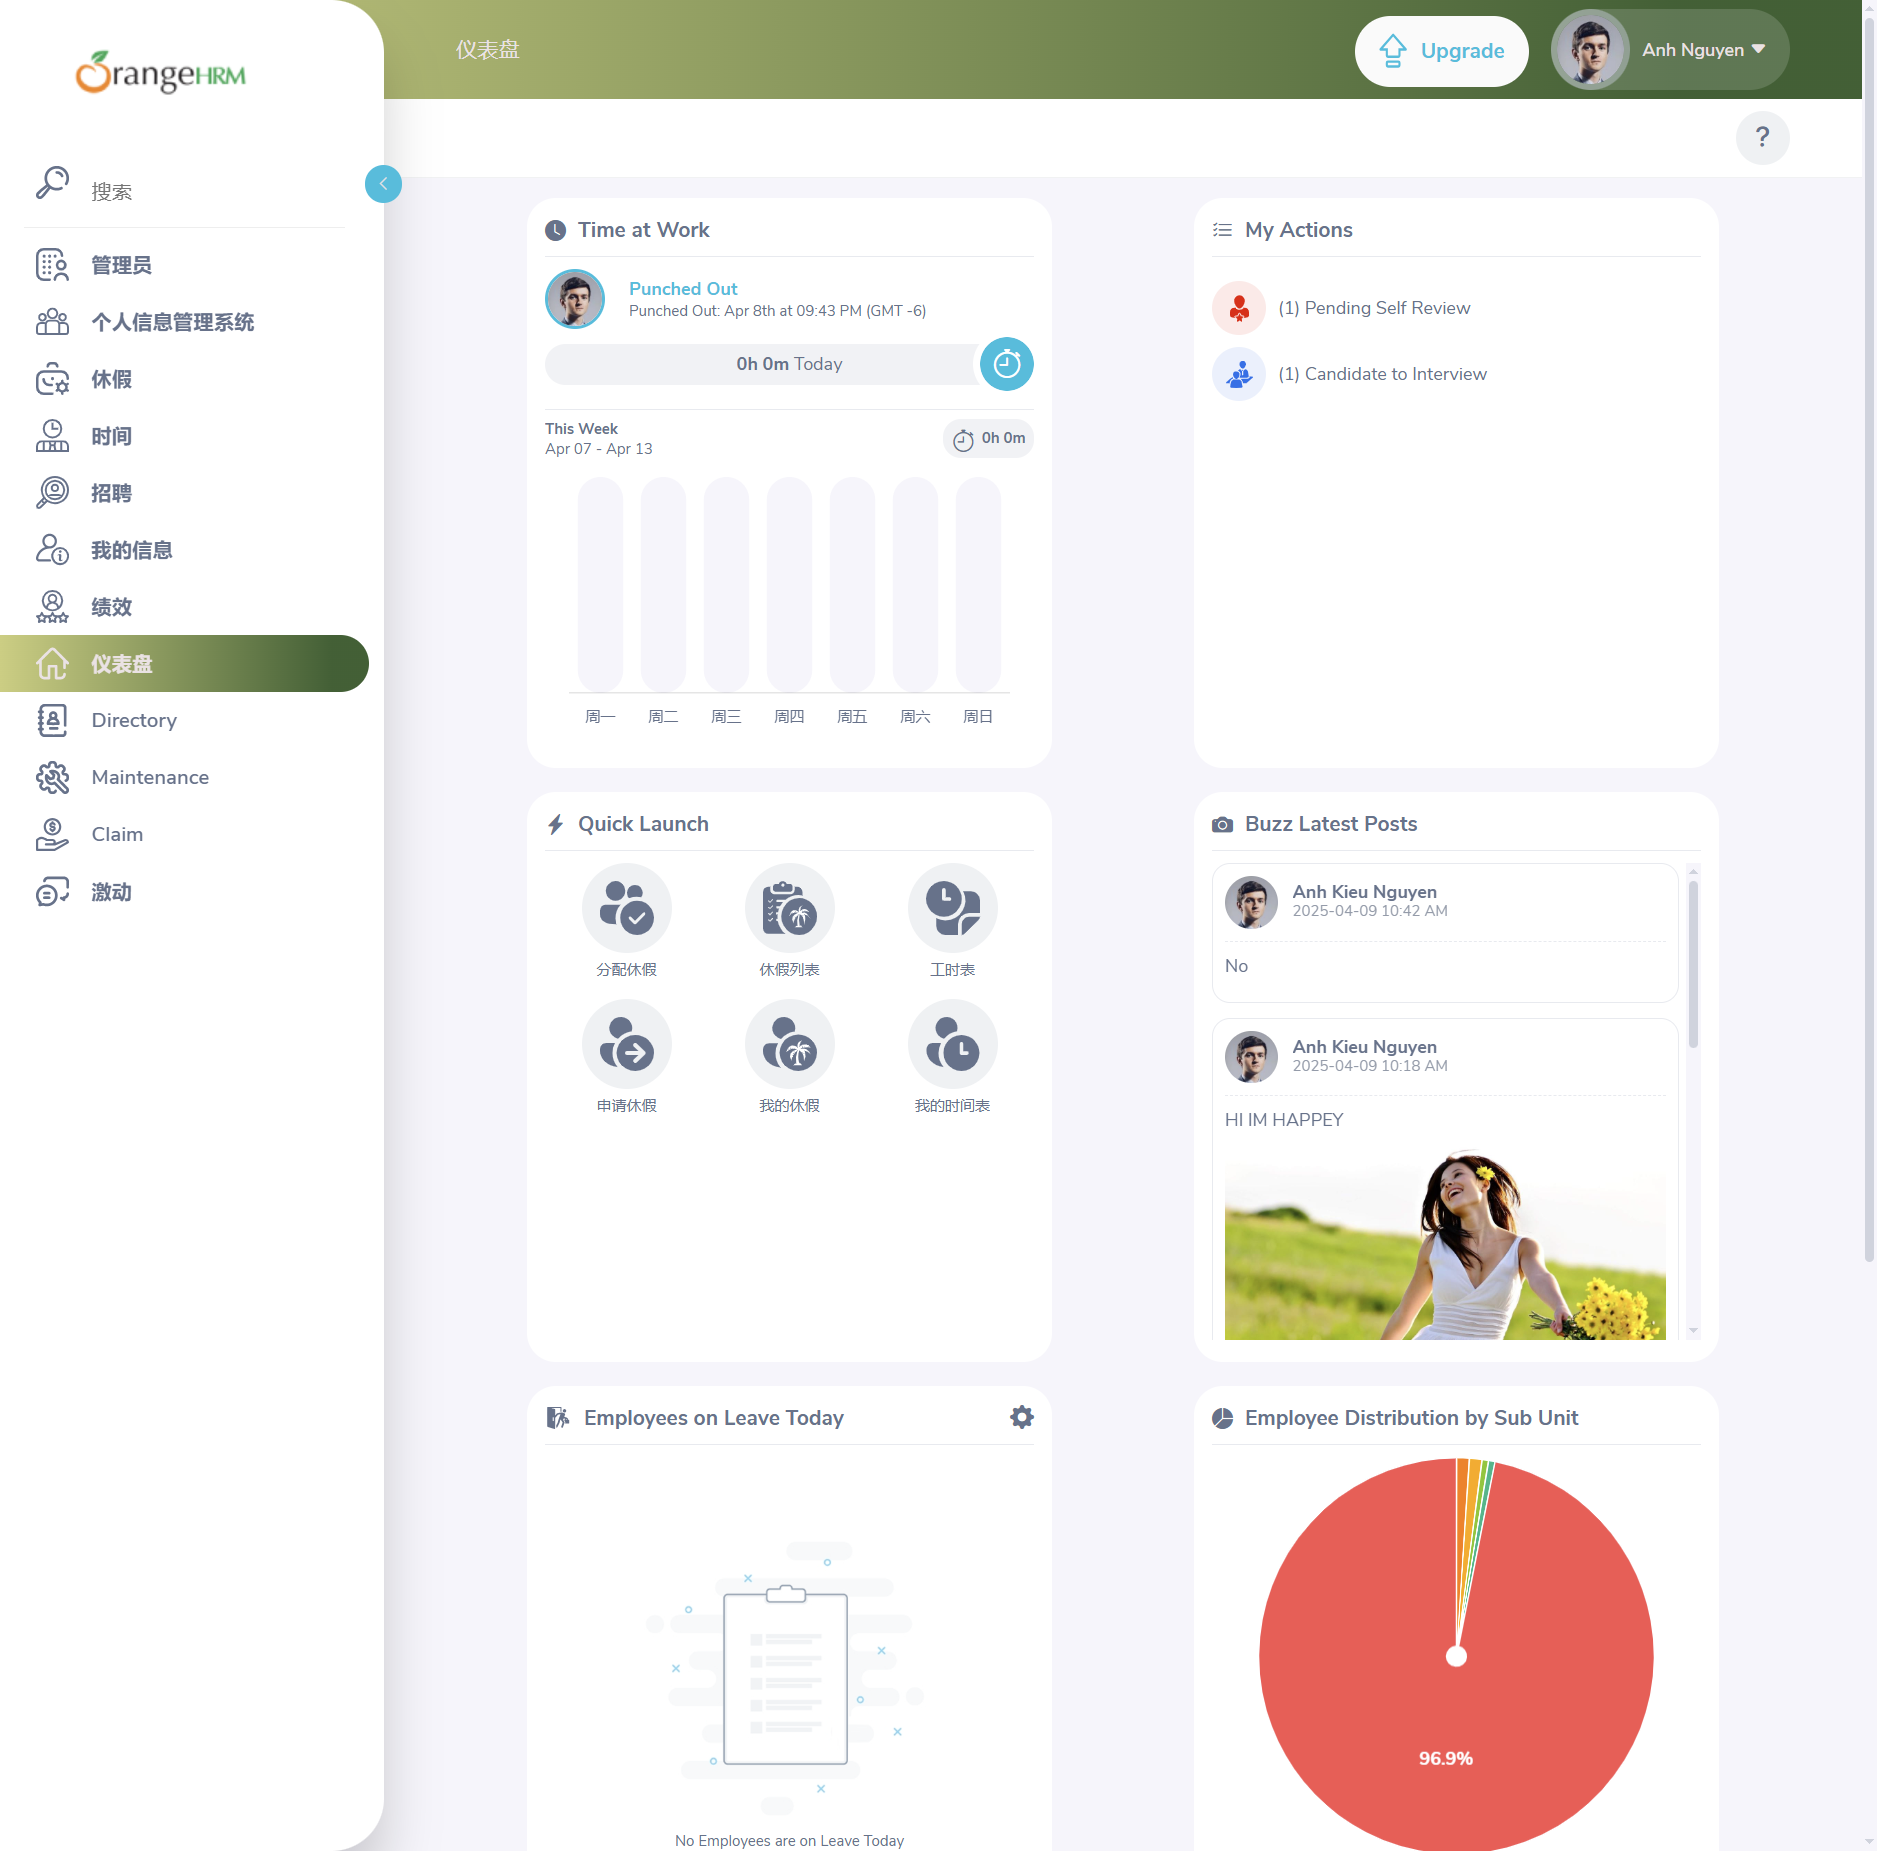 OrangeHRM
搜索
管理员
个人信息管理系统
休假
时间
招聘
我的信息
绩效
仪表盘
Directory
Maintenance
Claim
激动
仪表盘
Upgrade
Anh Nguyen
?
Time at Work
Punched Out
Punched Out: Apr 8th at 09:43 PM (GMT -6)
0h 0m Today
This Week
Apr 07 - Apr 13
0h 0m
周一 周二 周三 周四 周五 周六 周日
My Actions
(1) Pending Self Review
(1) Candidate to Interview
Quick Launch
分配休假 休假列表 工时表
申请休假 我的休假 我的时间表
Buzz Latest Posts
Anh Kieu Nguyen
2025-04-09 10:42 AM
No
Anh Kieu Nguyen
2025-04-09 10:18 AM
HI IM HAPPEY
Employees on Leave Today
No Employees are on Leave Today
Employee Distribution by Sub Unit
96.9%